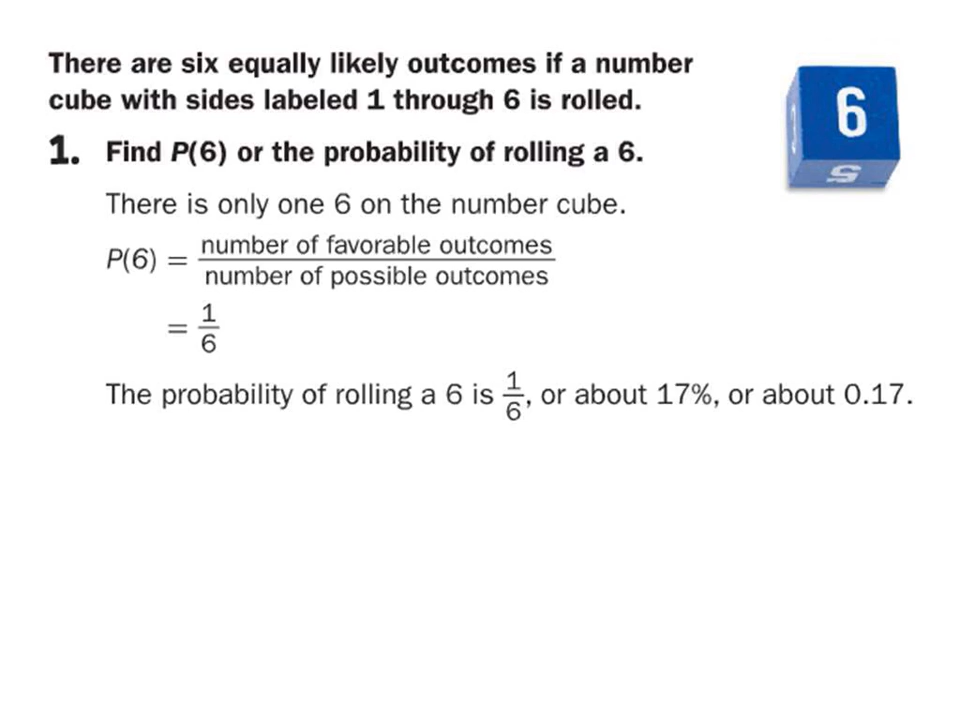 There are six equally likely outcomes if a number
cube with sides labeled 1 through 6 is rolled.
1. Find P(6) or the probability of rolling a 6.
There is only one 6 on the number cube.
P(6) = number of favorable outcomes / number of possible outcomes
= 1/6
The probability of rolling a 6 is 1/6, or about 17%, or about 0.17.
6
5